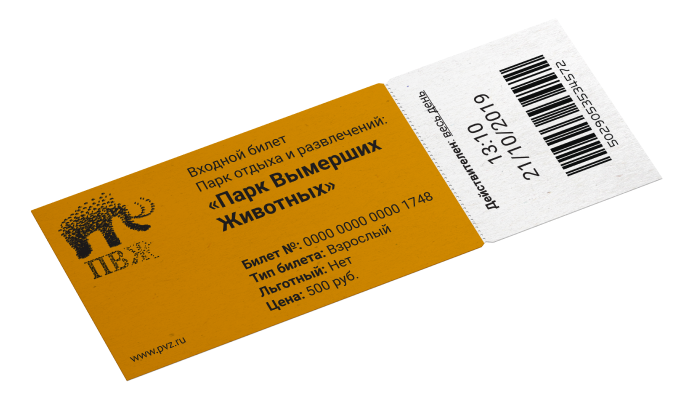 Входной билет
Парк отдыха и развлечений:
«Парк Вымерших
Животных»
ПВЖ
Билет №: 0000 0000 0000 1748
Тип билета: Взрослый
Льготный: Нет
Цена: 500 руб.
www.pvz.ru
Действителен: весь день
13:10
21/10/2019
5029053534572